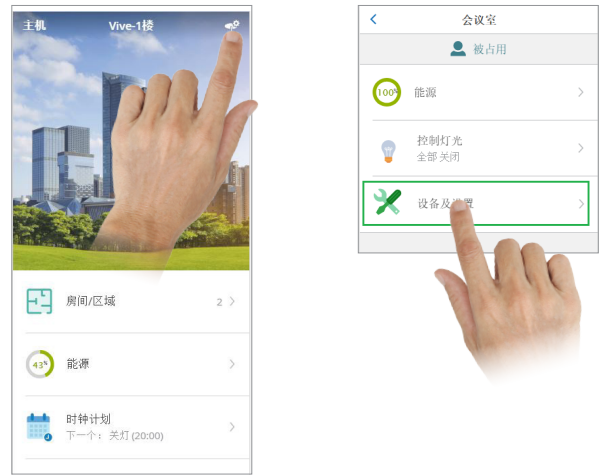 主机
Vive-1楼
房间/区域
2
43%
能源
时钟计划
下一个：关灯 (20:00)
会议室
被占用
100%
能源
控制灯光
全部 关闭
设备及 置